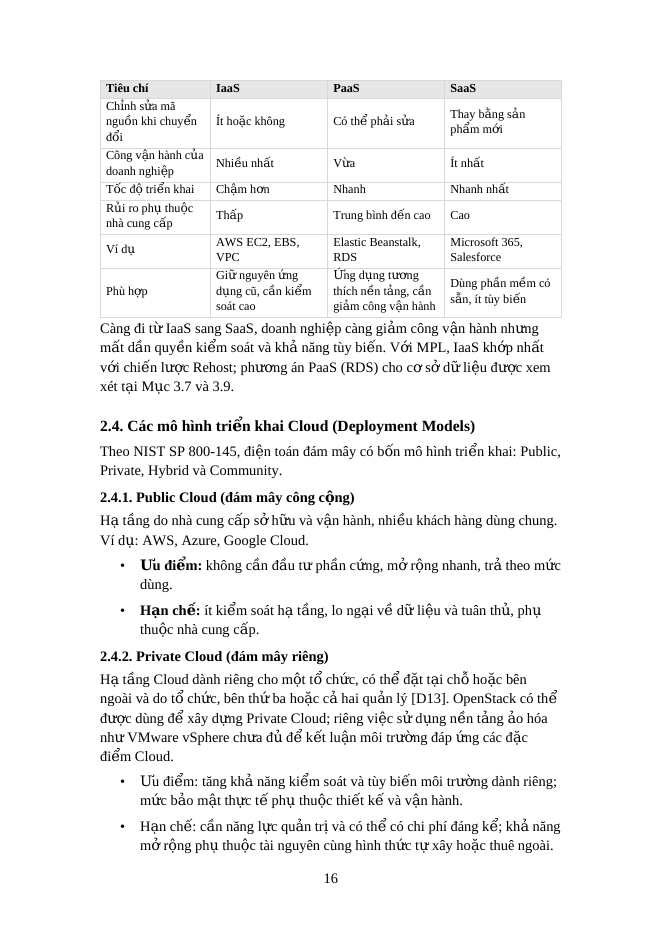 Tiêu chí IaaS PaaS SaaS
Chỉnh sửa mã
nguồn khi chuyển
đổi
Ít hoặc không
Có thể phải sửa
Thay bằng sản
phẩm mới
Công vận hành của
doanh nghiệp
Nhiều nhất
Vừa
Ít nhất
Tốc độ triển khai Chậm hơn Nhanh Nhanh nhất
Rủi ro phụ thuộc
nhà cung cấp
Thấp
Trung bình đến cao
Cao
Ví dụ
AWS EC2, EBS,
VPC
Elastic Beanstalk,
RDS
Microsoft 365,
Salesforce
Phù hợp
Giữ nguyên ứng
dụng cũ, cần kiểm
soát cao
Ứng dụng tương
thích nền tảng, cần
giảm công vận hành
Dùng phần mềm có
sẵn, ít tùy biến
Càng đi từ IaaS sang SaaS, doanh nghiệp càng giảm công vận hành nhưng
mất dần quyền kiểm soát và khả năng tùy biến. Với MPL, IaaS khớp nhất
với chiến lược Rehost; phương án PaaS (RDS) cho cơ sở dữ liệu được xem
xét tại Mục 3.7 và 3.9.
2.4. Các mô hình triển khai Cloud (Deployment Models)
Theo NIST SP 800-145, điện toán đám mây có bốn mô hình triển khai: Public,
Private, Hybrid và Community.
2.4.1. Public Cloud (đám mây công cộng)
Hạ tầng do nhà cung cấp sở hữu và vận hành, nhiều khách hàng dùng chung.
Ví dụ: AWS, Azure, Google Cloud.
• Ưu điểm: không cần đầu tư phần cứng, mở rộng nhanh, trả theo mức
dùng.
• Hạn chế: ít kiểm soát hạ tầng, lo ngại về dữ liệu và tuân thủ, phụ
thuộc nhà cung cấp.
2.4.2. Private Cloud (đám mây riêng)
Hạ tầng Cloud dành riêng cho một tổ chức, có thể đặt tại chỗ hoặc bên
ngoài và do tổ chức, bên thứ ba hoặc cả hai quản lý [D13]. OpenStack có thể
được dùng để xây dựng Private Cloud; riêng việc sử dụng nền tảng ảo hóa
như VMware vSphere chưa đủ để kết luận môi trường đáp ứng các đặc
điểm Cloud.
• Ưu điểm: tăng khả năng kiểm soát và tùy biến môi trường dành riêng;
mức bảo mật thực tế phụ thuộc thiết kế và vận hành.
• Hạn chế: cần năng lực quản trị và có thể có chi phí đáng kể; khả năng
mở rộng phụ thuộc tài nguyên cùng hình thức tự xây hoặc thuê ngoài.
16